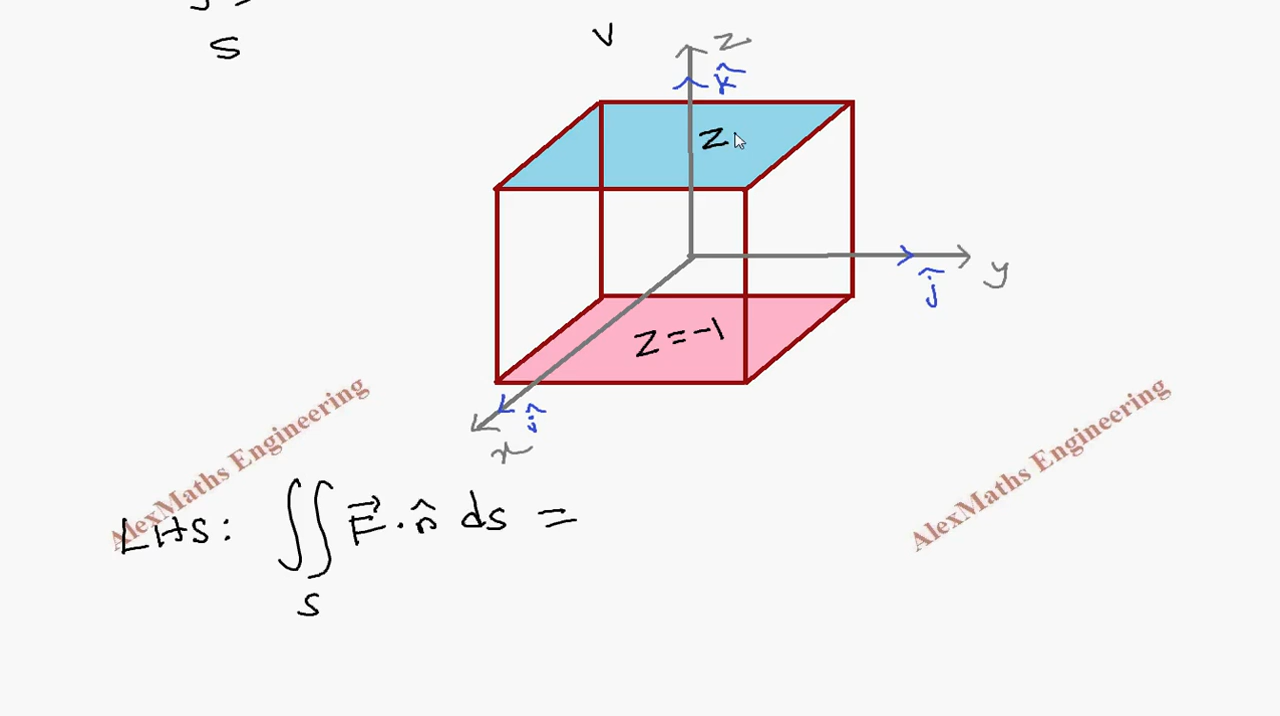 S
V
z
k̂
z
y
ĵ
z = -1
î
x
AlexMaths Engineering
AlexMaths Engineering
LHS: ∬ F⃗ · n̂ ds =
S